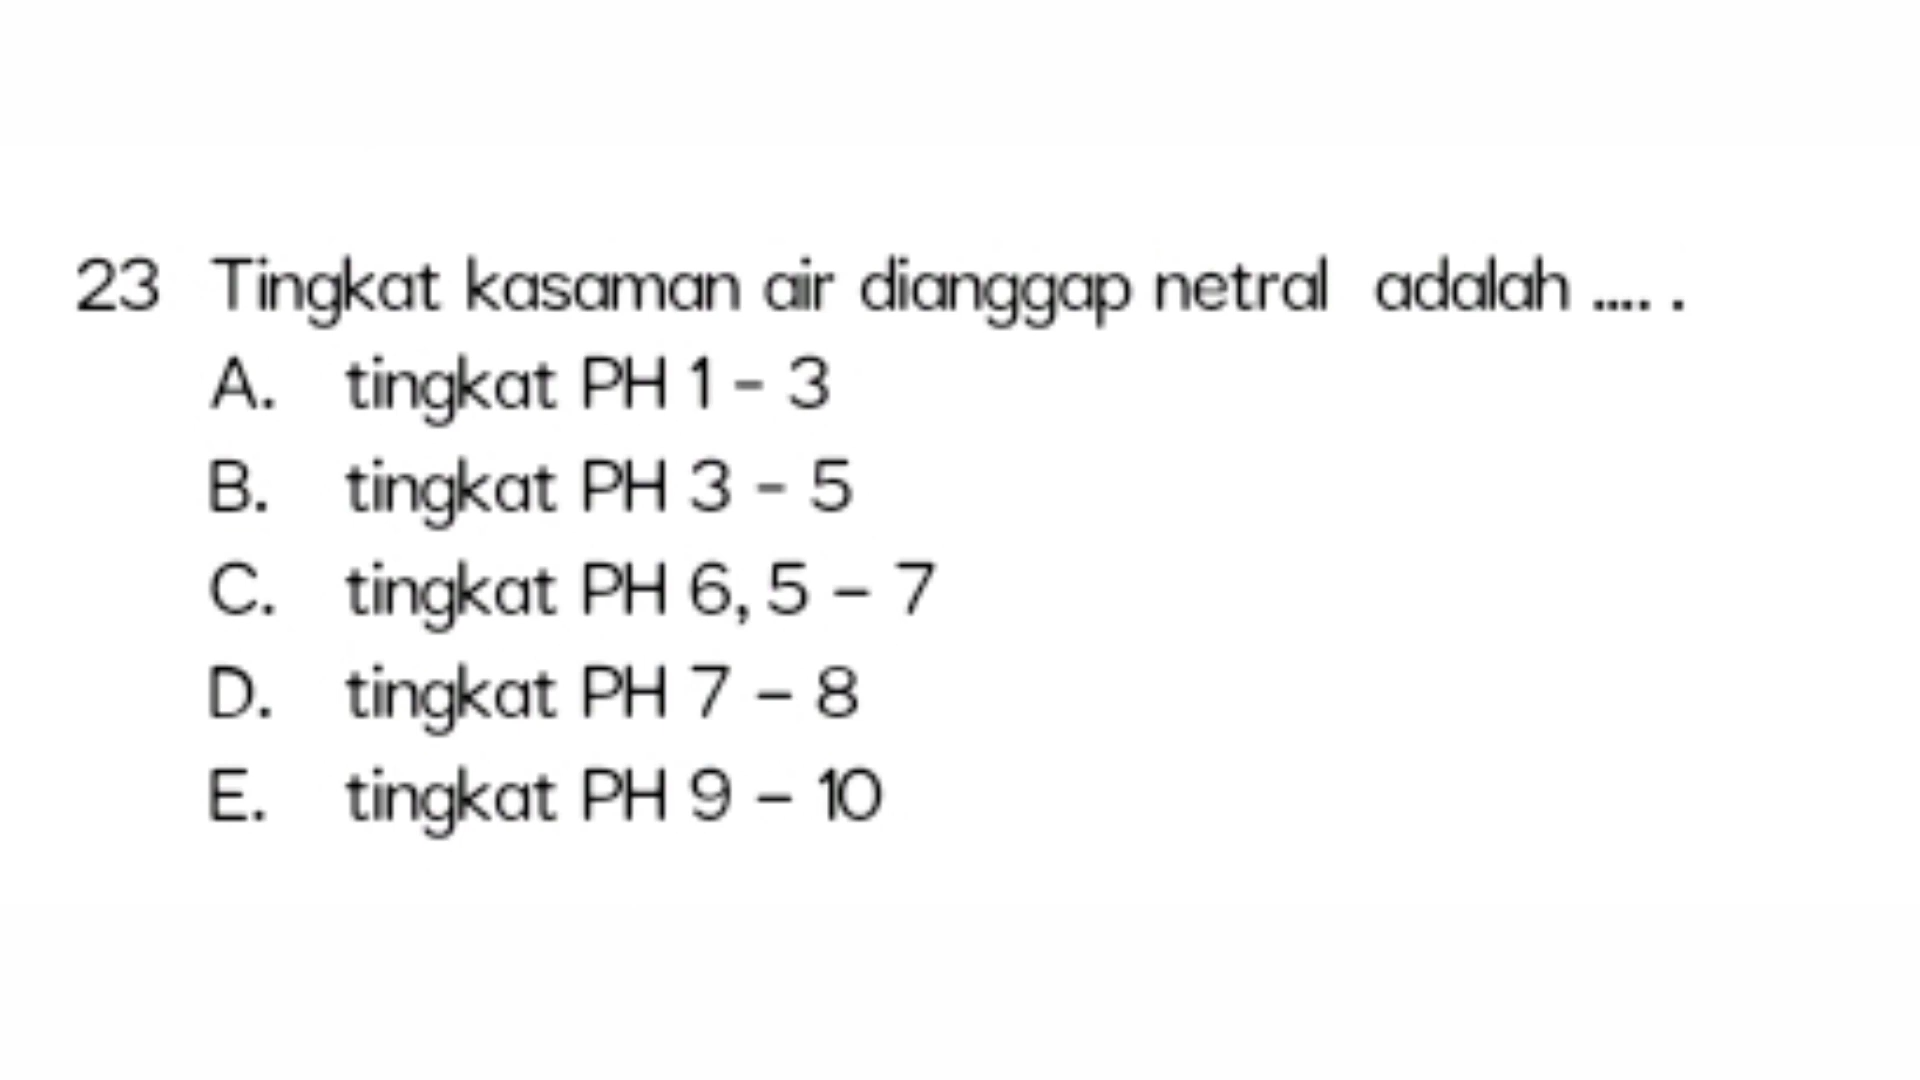 23 Tingkat kasaman air dianggap netral adalah .... .
A. tingkat PH 1 - 3
B. tingkat PH 3 - 5
C. tingkat PH 6, 5 – 7
D. tingkat PH 7 – 8
E. tingkat PH 9 – 10